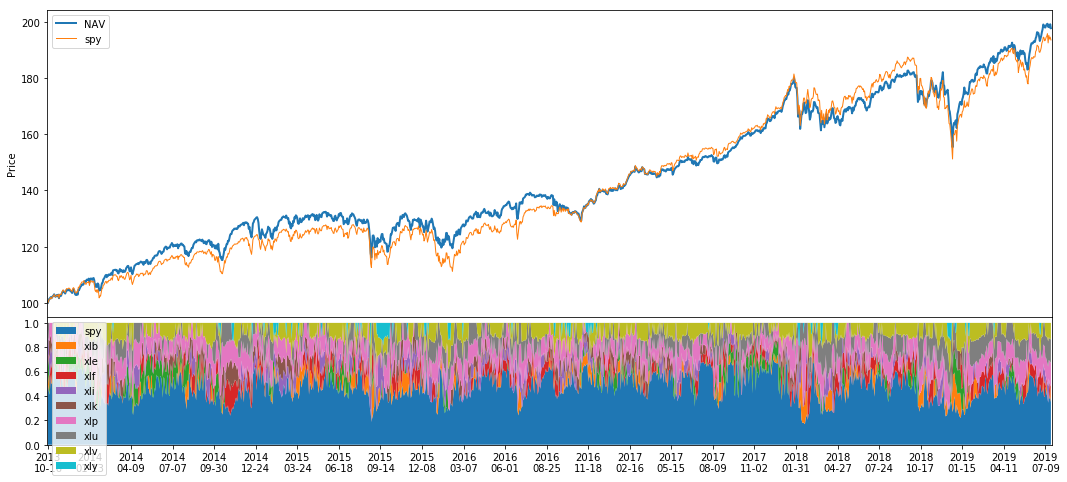 200
180
160
140
120
100
Price
NAV
spy
1.0
0.8
0.6
0.4
0.2
0.0
spy
xlb
xle
xlf
xli
xlk
xlp
xlu
xlv
xly
2014 2014 2014 2014 2015 2015 2015 2015 2016 2016 2016 2016 2017 2017 2017 2017 2018 2018 2018 2018 2019 2019 2019
04-09 07-07 09-30 12-24 03-24 06-18 09-14 12-08 03-07 06-01 08-25 11-18 02-16 05-15 08-09 11-02 01-31 04-27 07-24 10-17 01-15 04-11 07-09